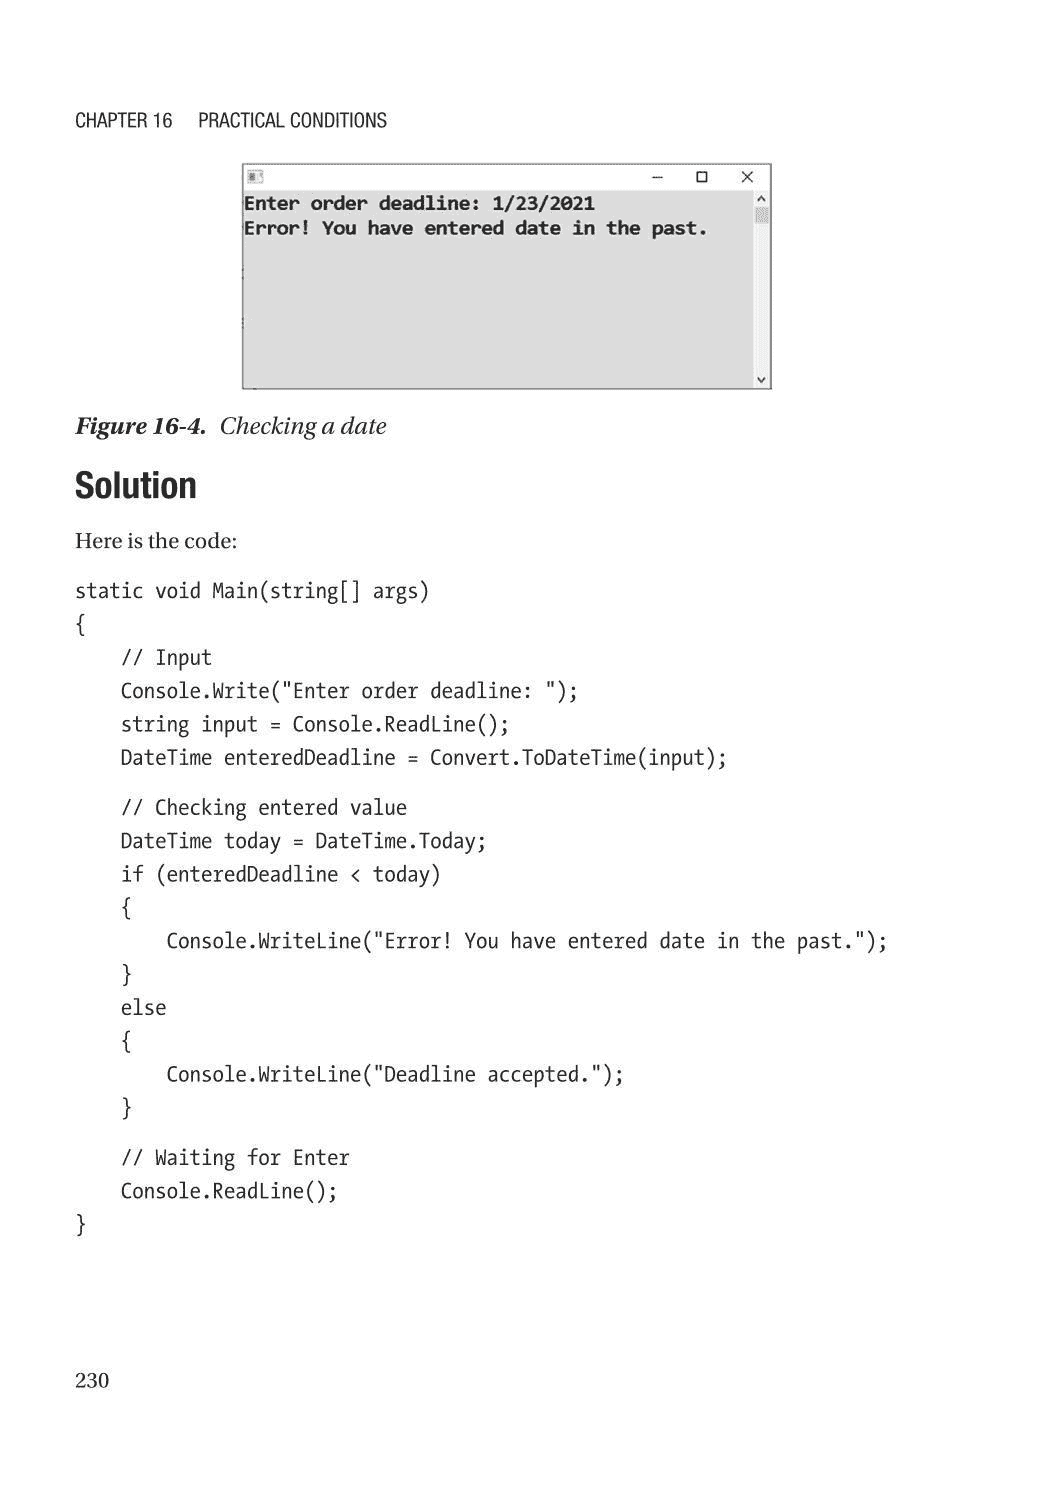 CHAPTER 16 PRACTICAL CONDITIONS
Enter order deadline: 1/23/2021
Error! You have entered date in the past.
Figure 16-4. Checking a date
Solution
Here is the code:
static void Main(string[] args)
{
    // Input
    Console.Write("Enter order deadline: ");
    string input = Console.ReadLine();
    DateTime enteredDeadline = Convert.ToDateTime(input);
    // Checking entered value
    DateTime today = DateTime.Today;
    if (enteredDeadline < today)
    {
        Console.WriteLine("Error! You have entered date in the past.");
    }
    else
    {
        Console.WriteLine("Deadline accepted.");
    }
    // Waiting for Enter
    Console.ReadLine();
}
230